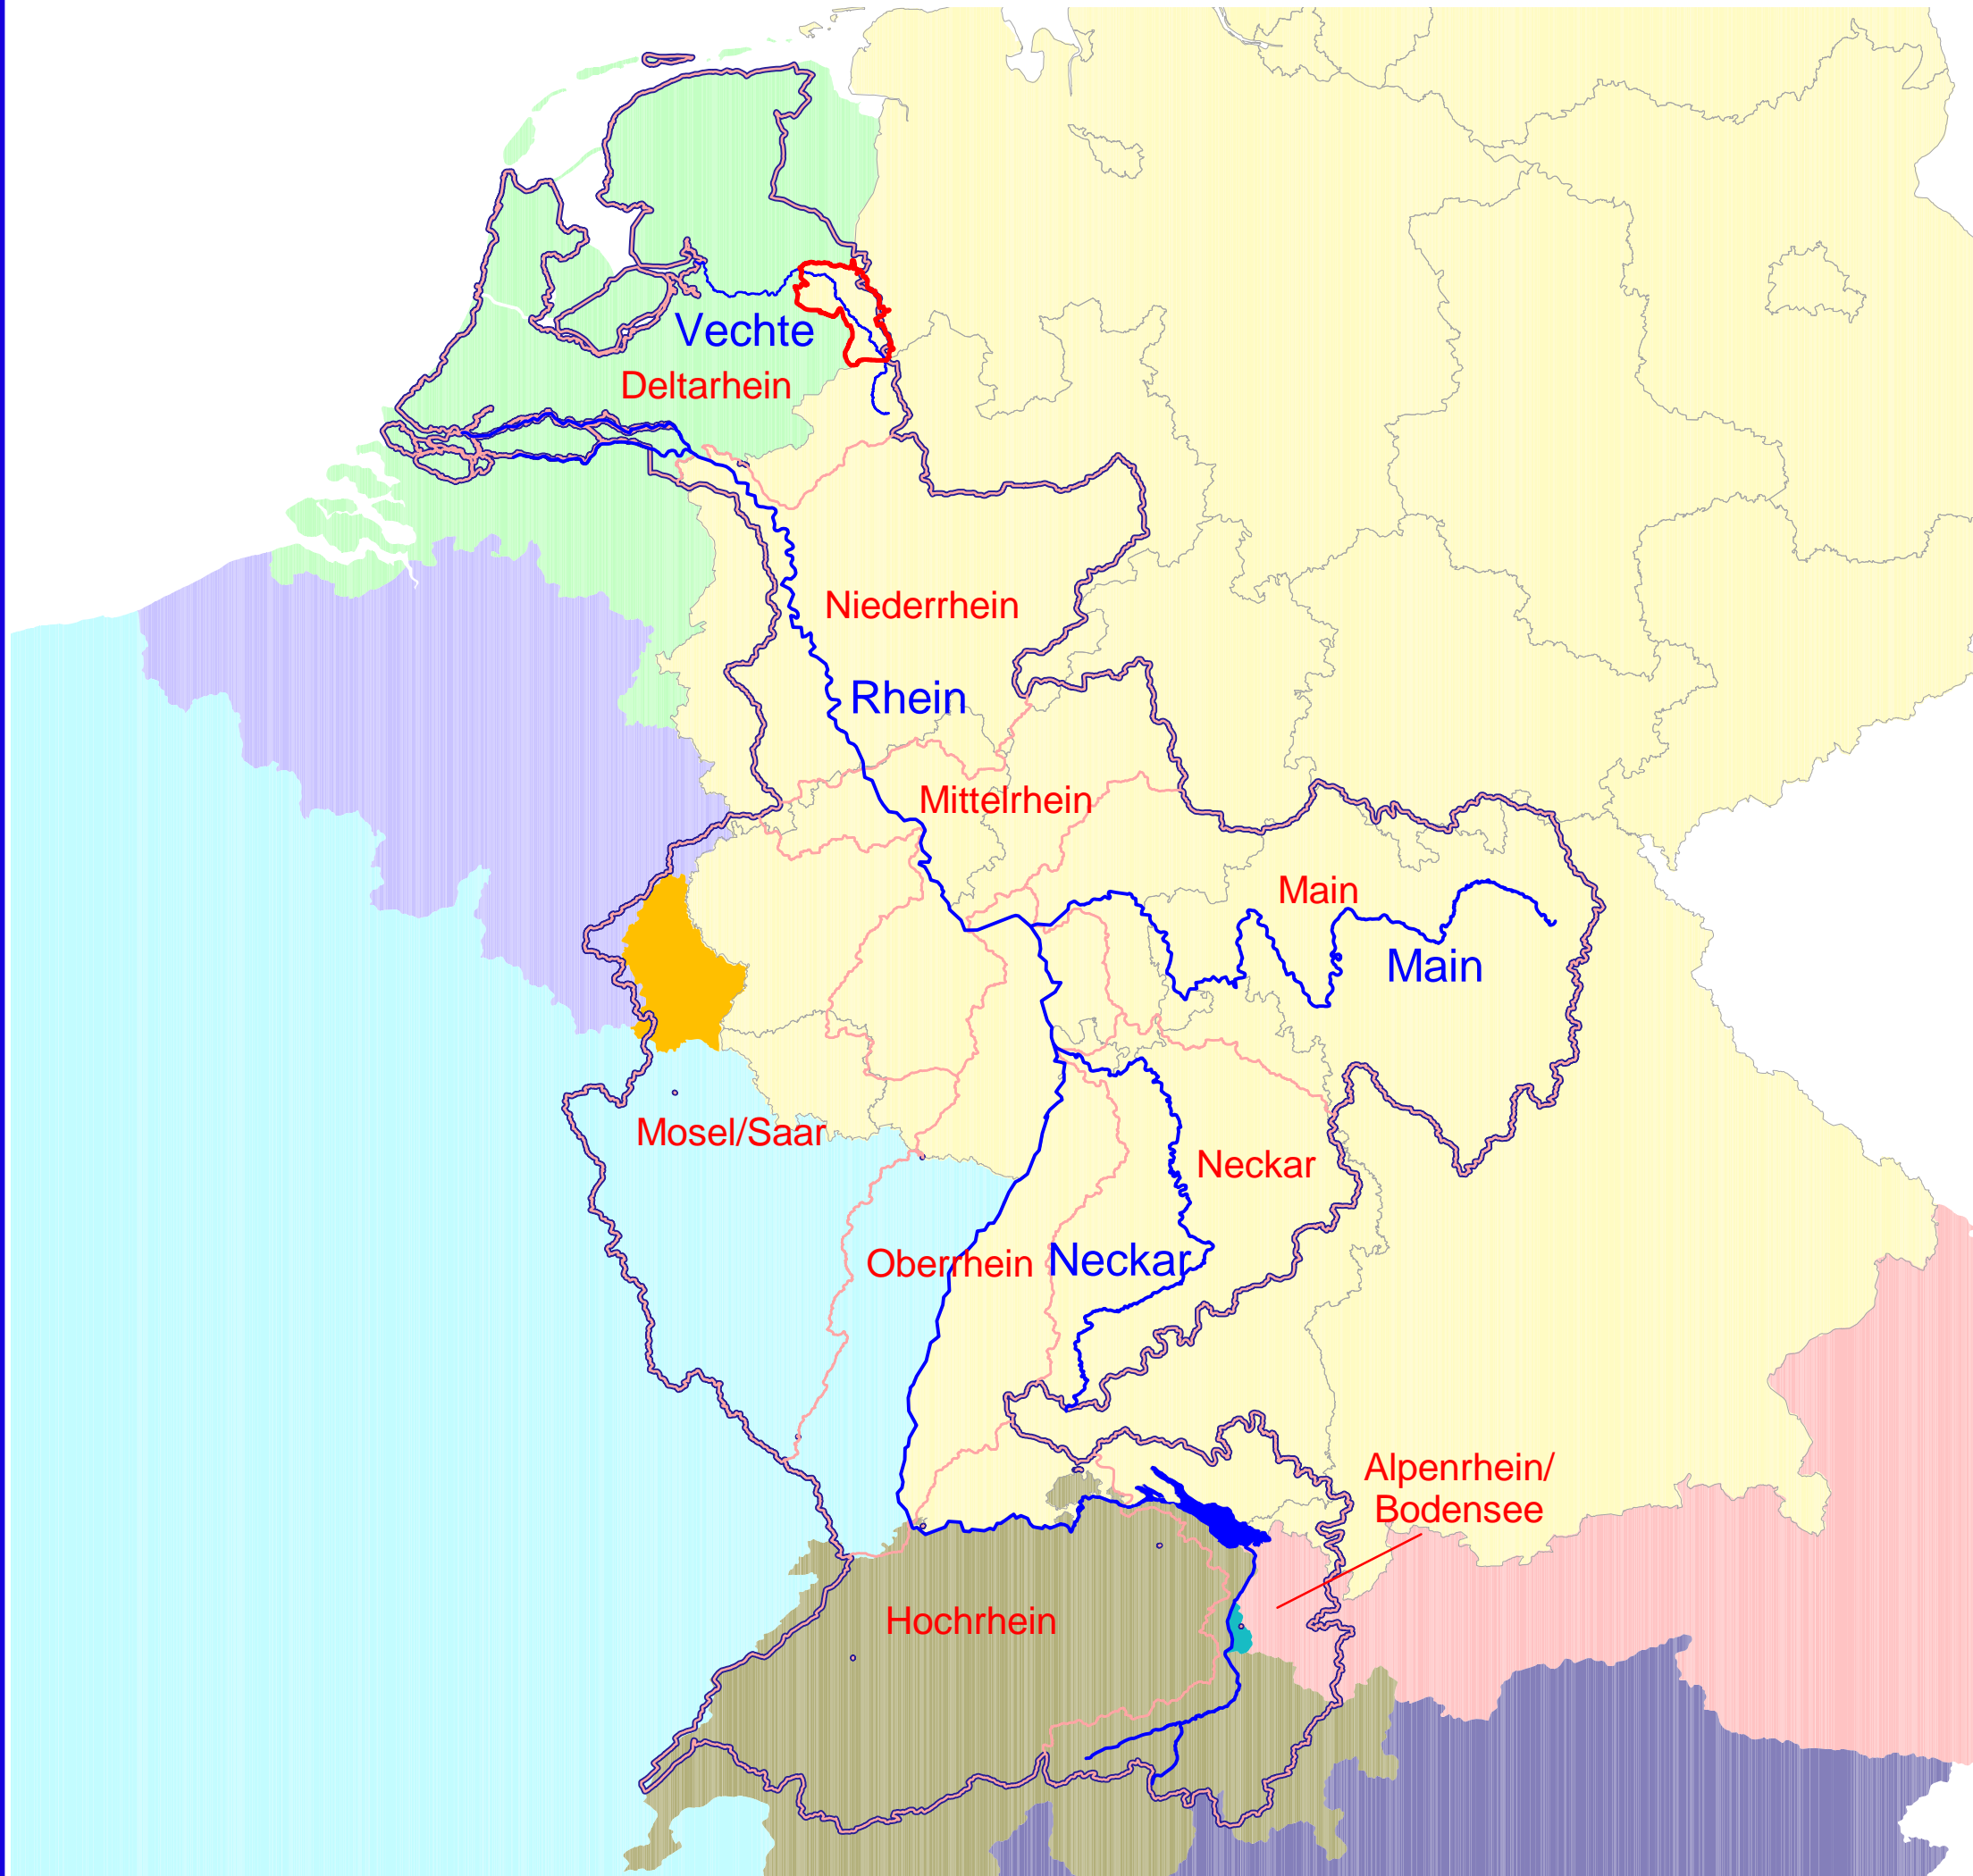 Vechte
Deltarhein
Niederrhein
Rhein
Mittelrhein
Main
Main
Mosel/Saar
Neckar
Oberrhein
Neckar
Alpenrhein/
Bodensee
Hochrhein